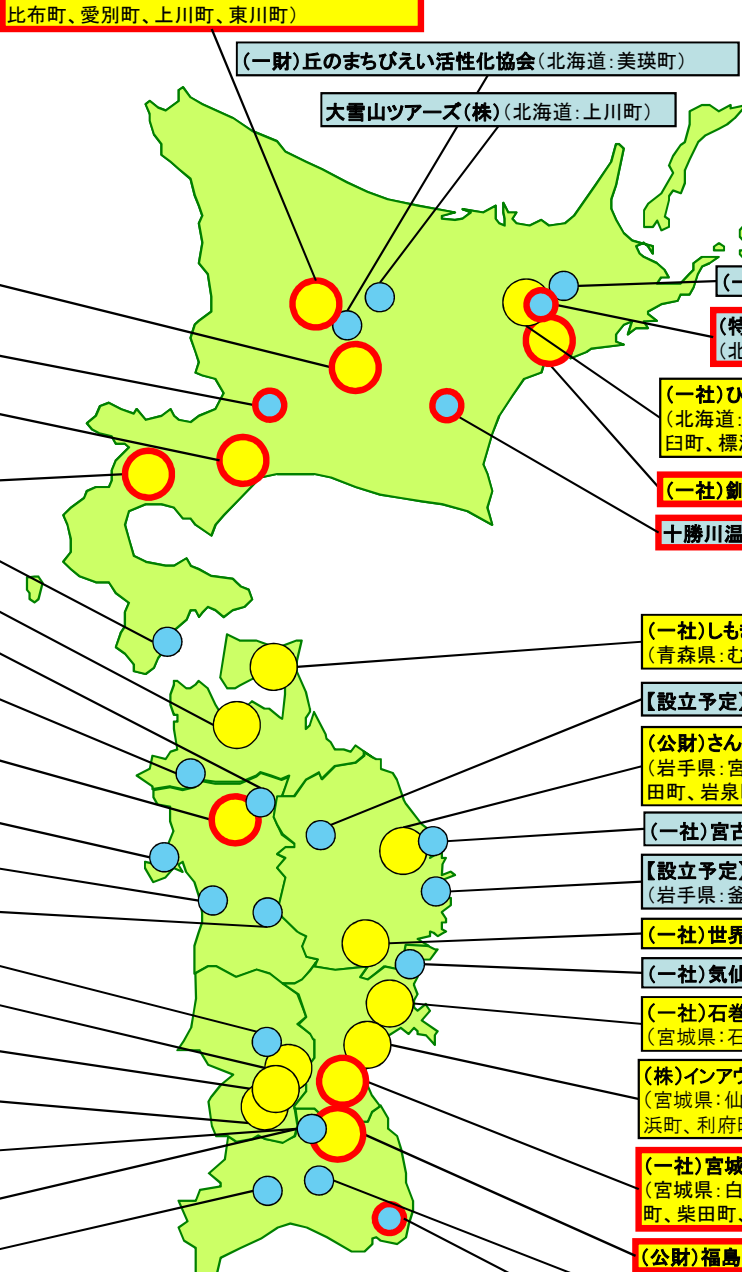 比布町、愛別町、上川町、東川町）
（一財）丘のまちびえい活性化協会（北海道：美瑛町）
大雪山ツアーズ（株）（北海道：上川町）
（一
（特
（北
（一社）ひ
（北海道：
臼町、標
（一社）釧
十勝川温
（一社）しも
（青森県：む
【設立予定】
（公財）さん
（岩手県：宮
田町、岩泉
（一社）宮古
【設立予定】
（岩手県：釜
（一社）世界
（一社）気仙
（一社）石巻
（宮城県：石
（株）インアウ
（宮城県：仙
浜町、利府町
（一社）宮城
（宮城県：白
町、柴田町、
（公財）福島